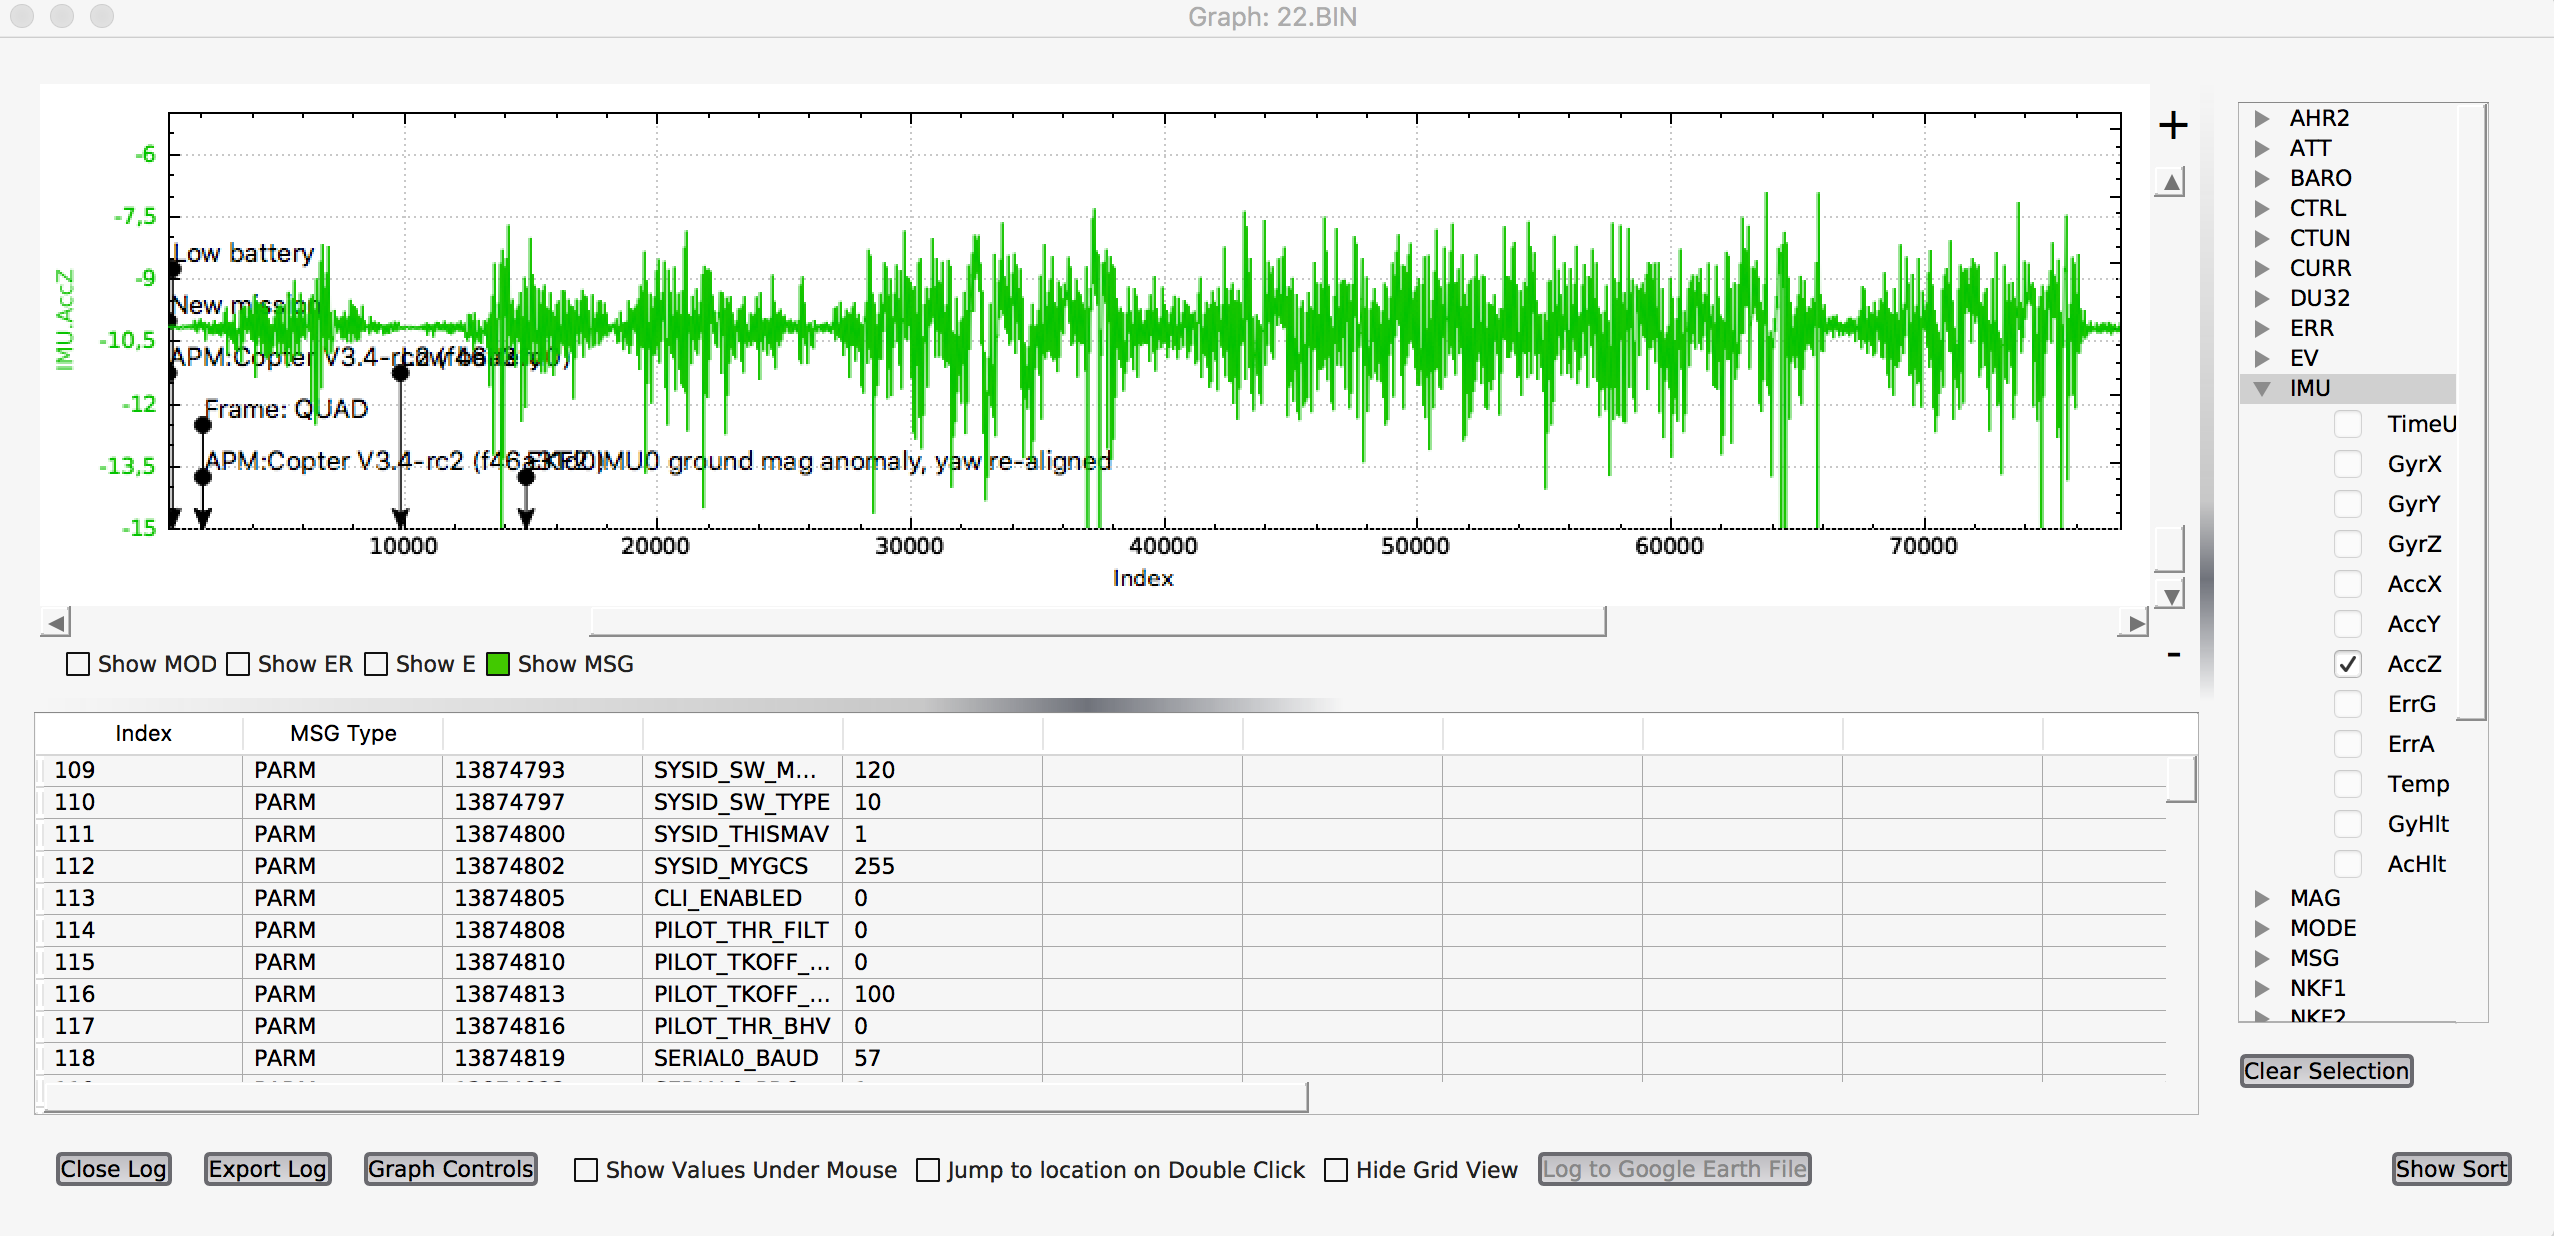 Graph: 22.BIN
IMU.AccZ
-6
-7,5
-9
-10,5
-12
-13,5
-15
Low battery
New mission
APM:Copter V3.4-rc2 (f46a3fd0)
Low battery
Frame: QUAD
APM:Copter V3.4-rc2 (f46a3fd0)
EKF2 IMU0 ground mag anomaly, yaw re-aligned
10000 20000 30000 40000 50000 60000 70000
Index
+
-
Show MOD Show ER Show E Show MSG
Index MSG Type
109 PARM 13874793 SYSID_SW_M... 120
110 PARM 13874797 SYSID_SW_TYPE 10
111 PARM 13874800 SYSID_THISMAV 1
112 PARM 13874802 SYSID_MYGCS 255
113 PARM 13874805 CLI_ENABLED 0
114 PARM 13874808 PILOT_THR_FILT 0
115 PARM 13874810 PILOT_TKOFF_... 0
116 PARM 13874813 PILOT_TKOFF_... 100
117 PARM 13874816 PILOT_THR_BHV 0
118 PARM 13874819 SERIAL0_BAUD 57
AHR2
ATT
BARO
CTRL
CTUN
CURR
DU32
ERR
EV
IMU
TimeU
GyrX
GyrY
GyrZ
AccX
AccY
AccZ
ErrG
ErrA
Temp
GyHlt
AcHlt
MAG
MODE
MSG
NKF1
NKF2
Clear Selection
Close Log Export Log Graph Controls Show Values Under Mouse Jump to location on Double Click Hide Grid View Log to Google Earth File Show Sort